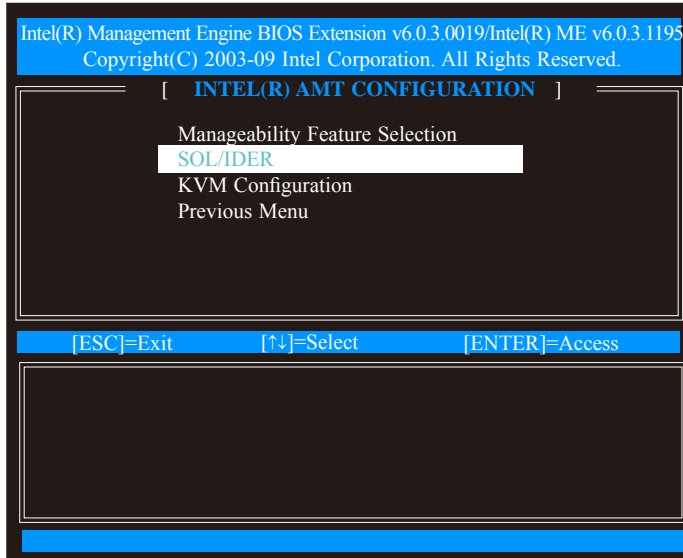 Intel(R) Management Engine BIOS Extension v6.0.3.0019/Intel(R) ME v6.0.3.1195
Copyright(C) 2003-09 Intel Corporation. All Rights Reserved.
[ INTEL(R) AMT CONFIGURATION ]
Manageability Feature Selection
SOL/IDER
KVM Configuration
Previous Menu
[ESC]=Exit [↑↓]=Select [ENTER]=Access